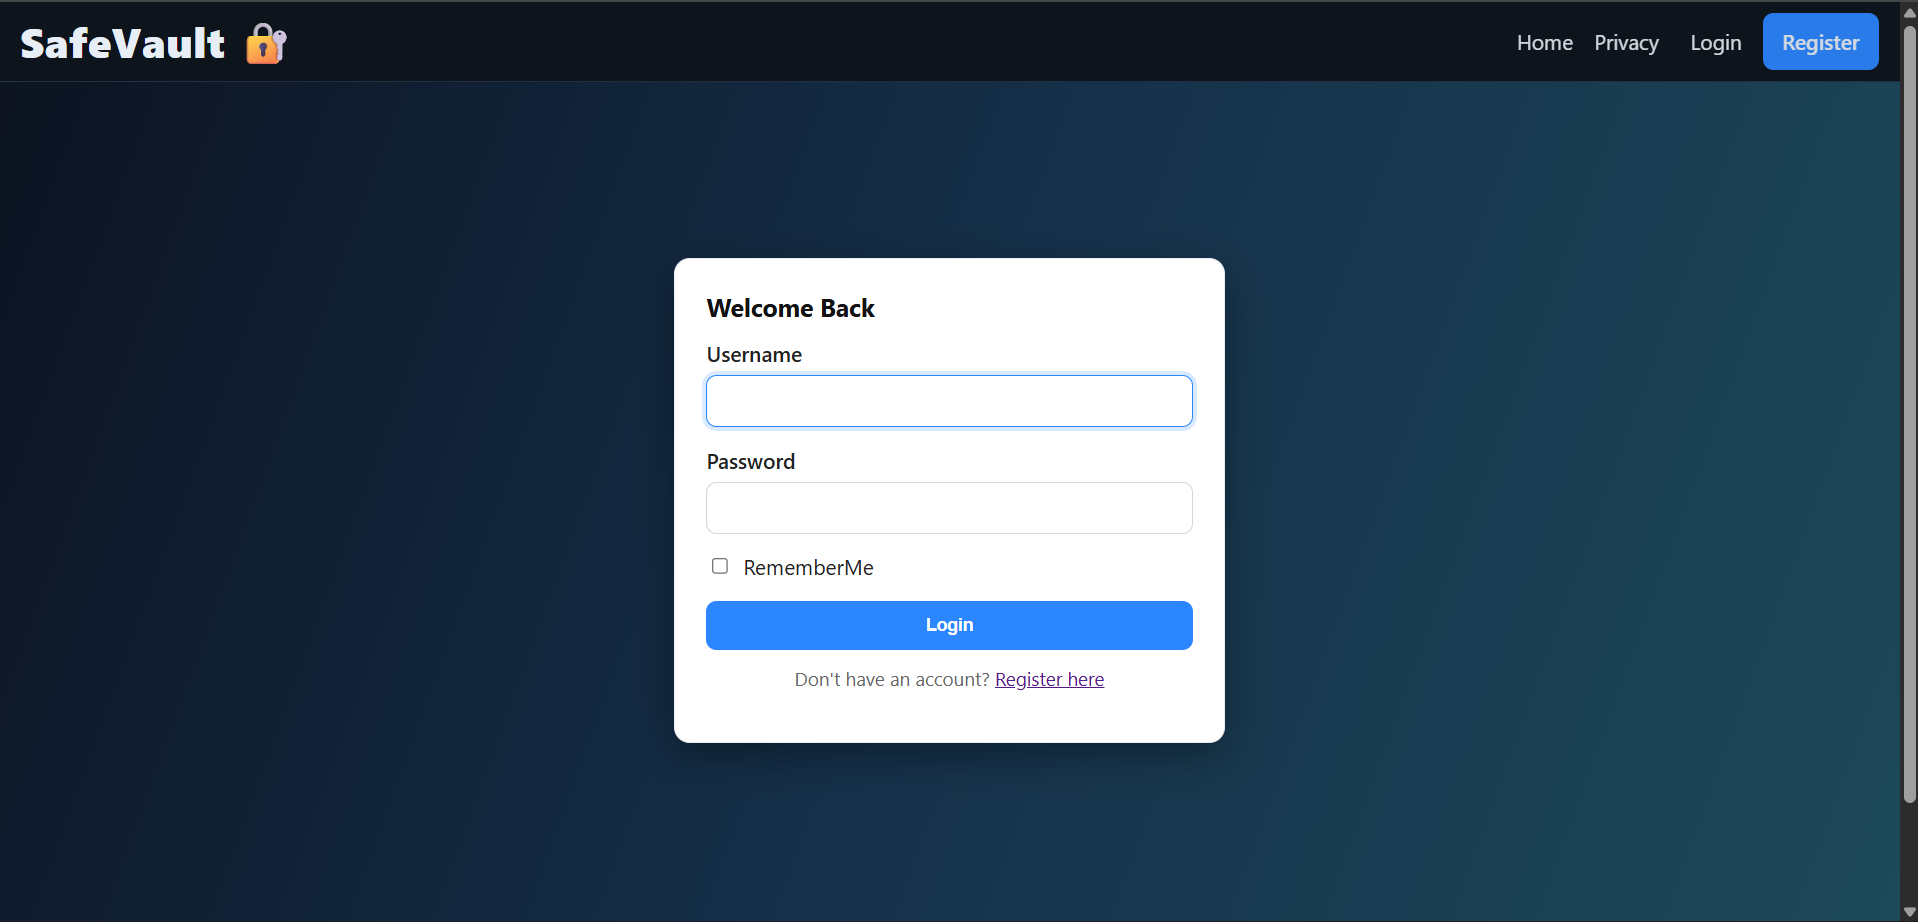 SafeVault 🔐
Home Privacy Login Register
Welcome Back
Username
Password
RememberMe
Login
Don't have an account? Register here